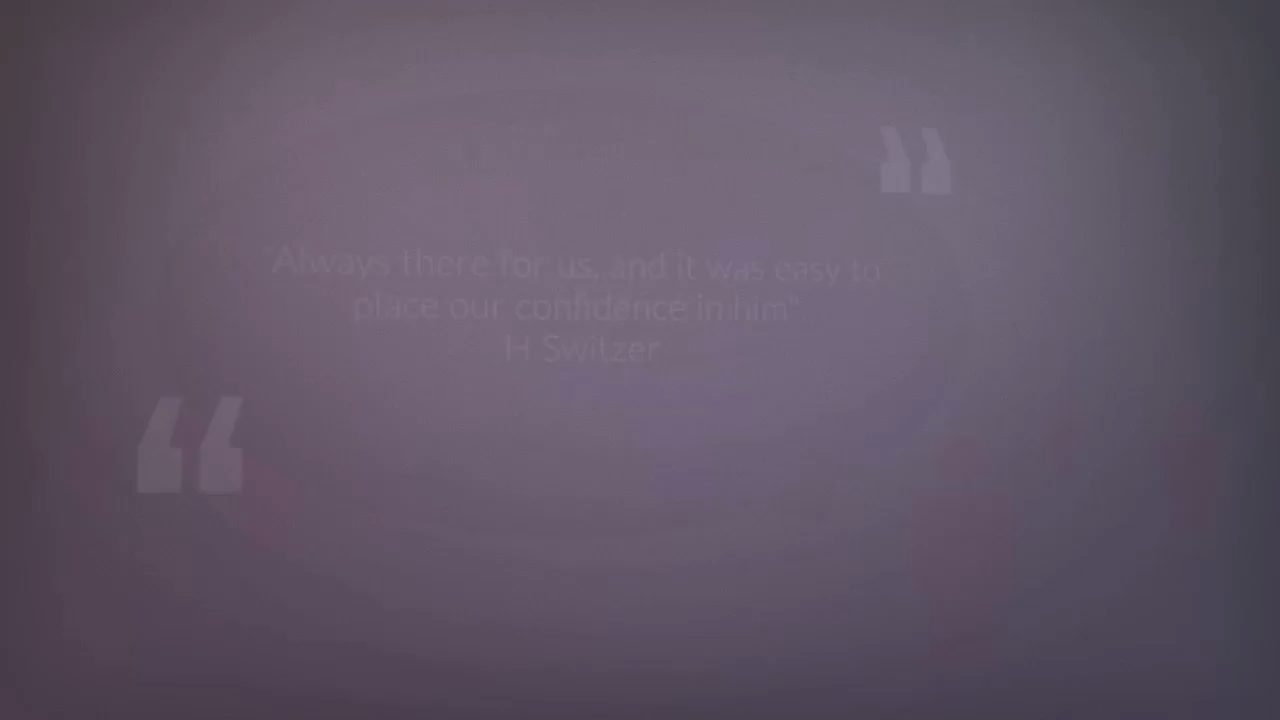 "Always there for us, and it was easy to
place our confidence in him"
H Switzer